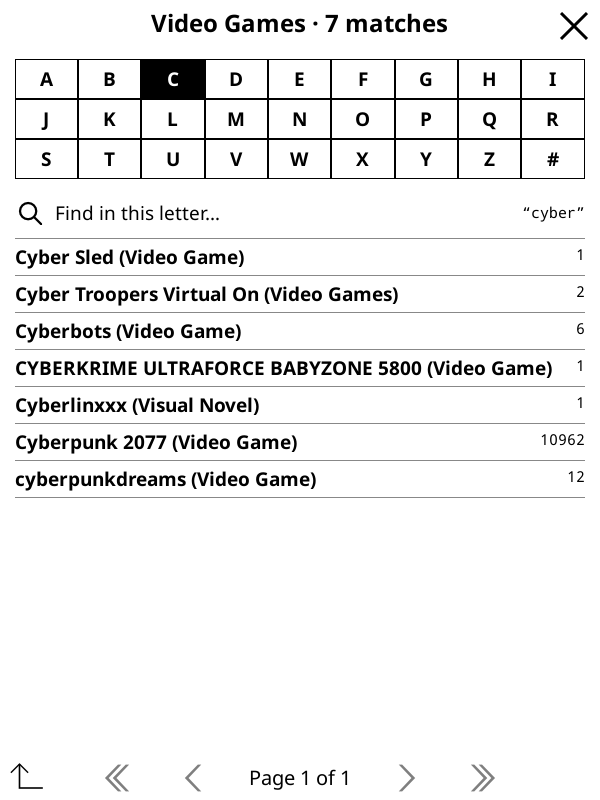 Video Games · 7 matches
A B C D E F G H I
J K L M N O P Q R
S T U V W X Y Z #
Find in this letter... “cyber”
Cyber Sled (Video Game) 1
Cyber Troopers Virtual On (Video Games) 2
Cyberbots (Video Game) 6
CYBERKRIME ULTRAFORCE BABYZONE 5800 (Video Game) 1
Cyberlinxxx (Visual Novel) 1
Cyberpunk 2077 (Video Game) 10962
cyberpunkdreams (Video Game) 12
Page 1 of 1